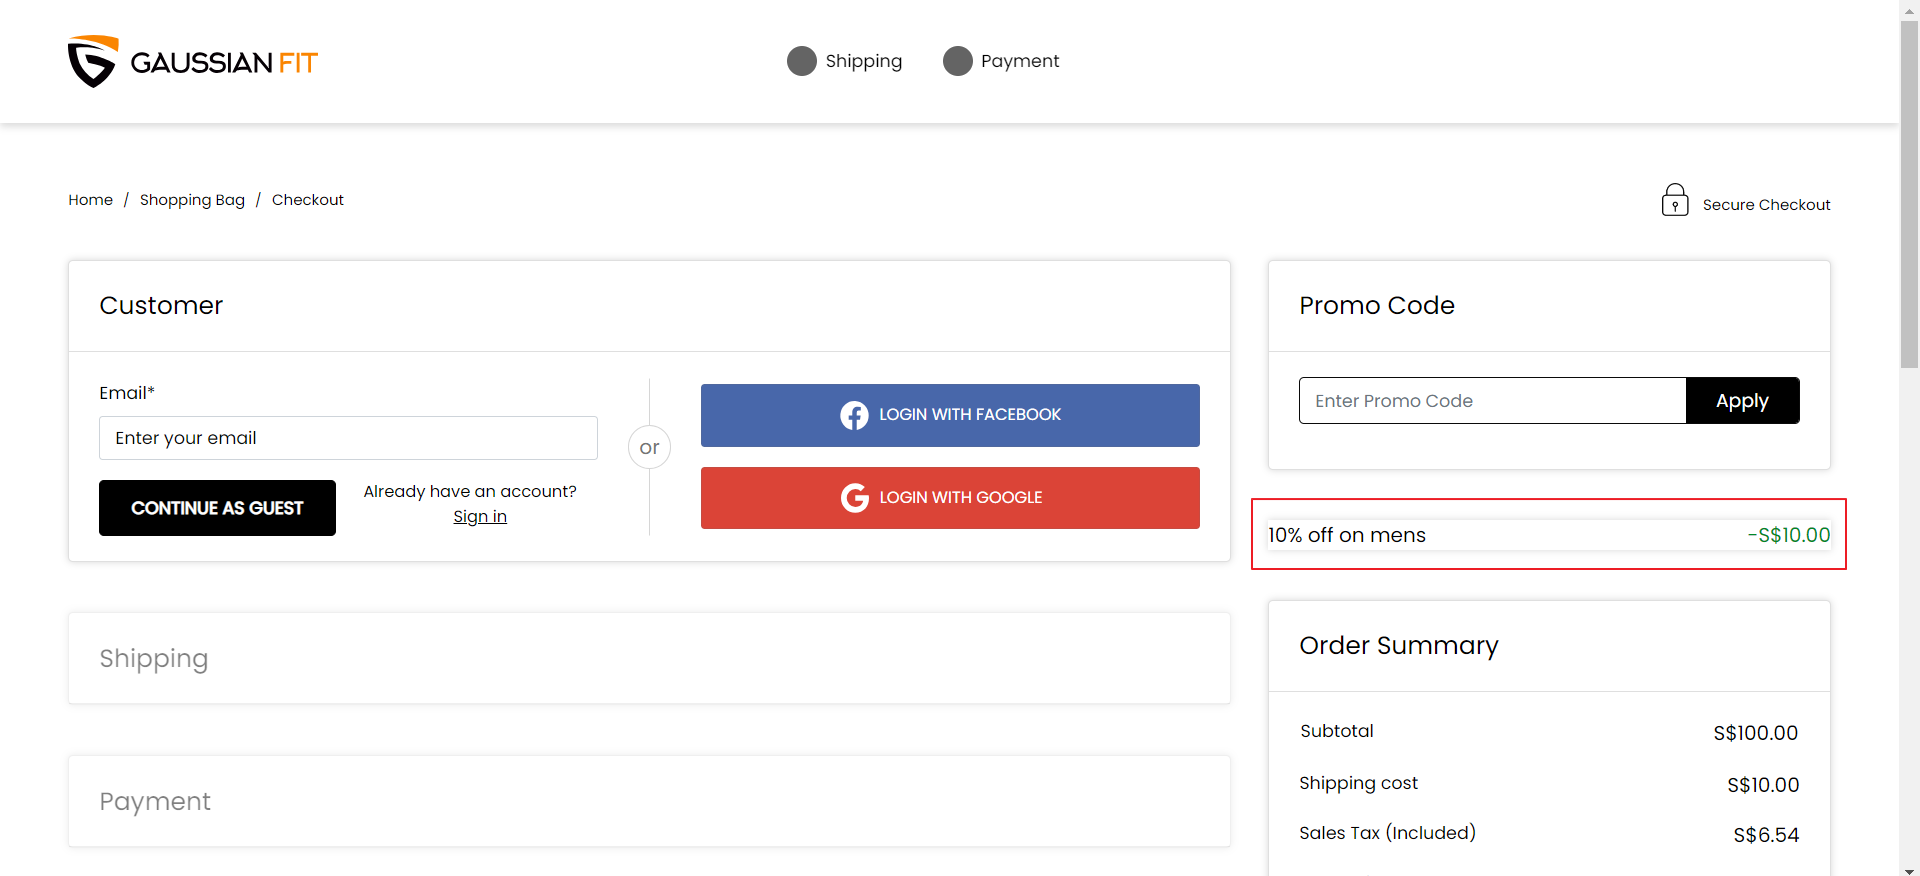 GAUSSIAN FIT
Shipping
Payment
Home / Shopping Bag / Checkout
Secure Checkout
Customer
Email*
Enter your email
CONTINUE AS GUEST
Already have an account?
Sign in
or
LOGIN WITH FACEBOOK
LOGIN WITH GOOGLE
Shipping
Payment
Promo Code
Enter Promo Code
Apply
10% off on mens -S$10.00
Order Summary
Subtotal S$100.00
Shipping cost S$10.00
Sales Tax (Included) S$6.54